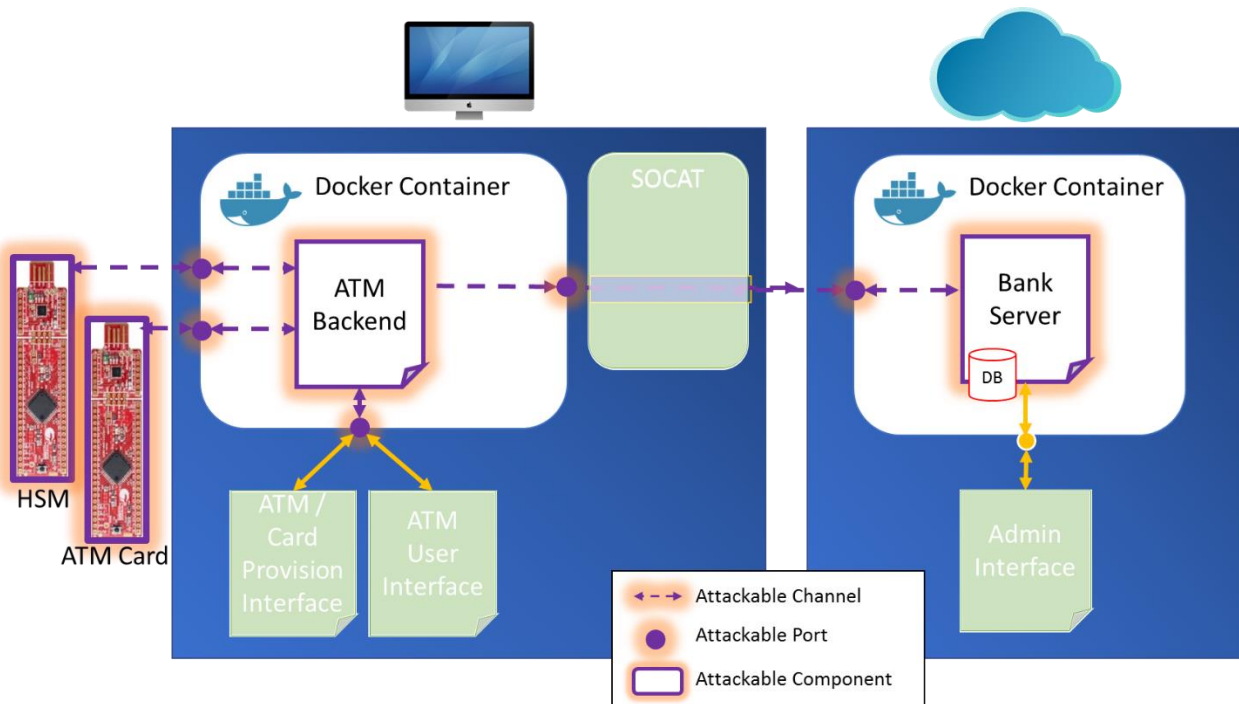 Docker Container
SOCAT
Docker Container
ATM
Backend
Bank
Server
DB
HSM
ATM Card
ATM /
Card
Provision
Interface
ATM
User
Interface
Admin
Interface
Attackable Channel
Attackable Port
Attackable Component